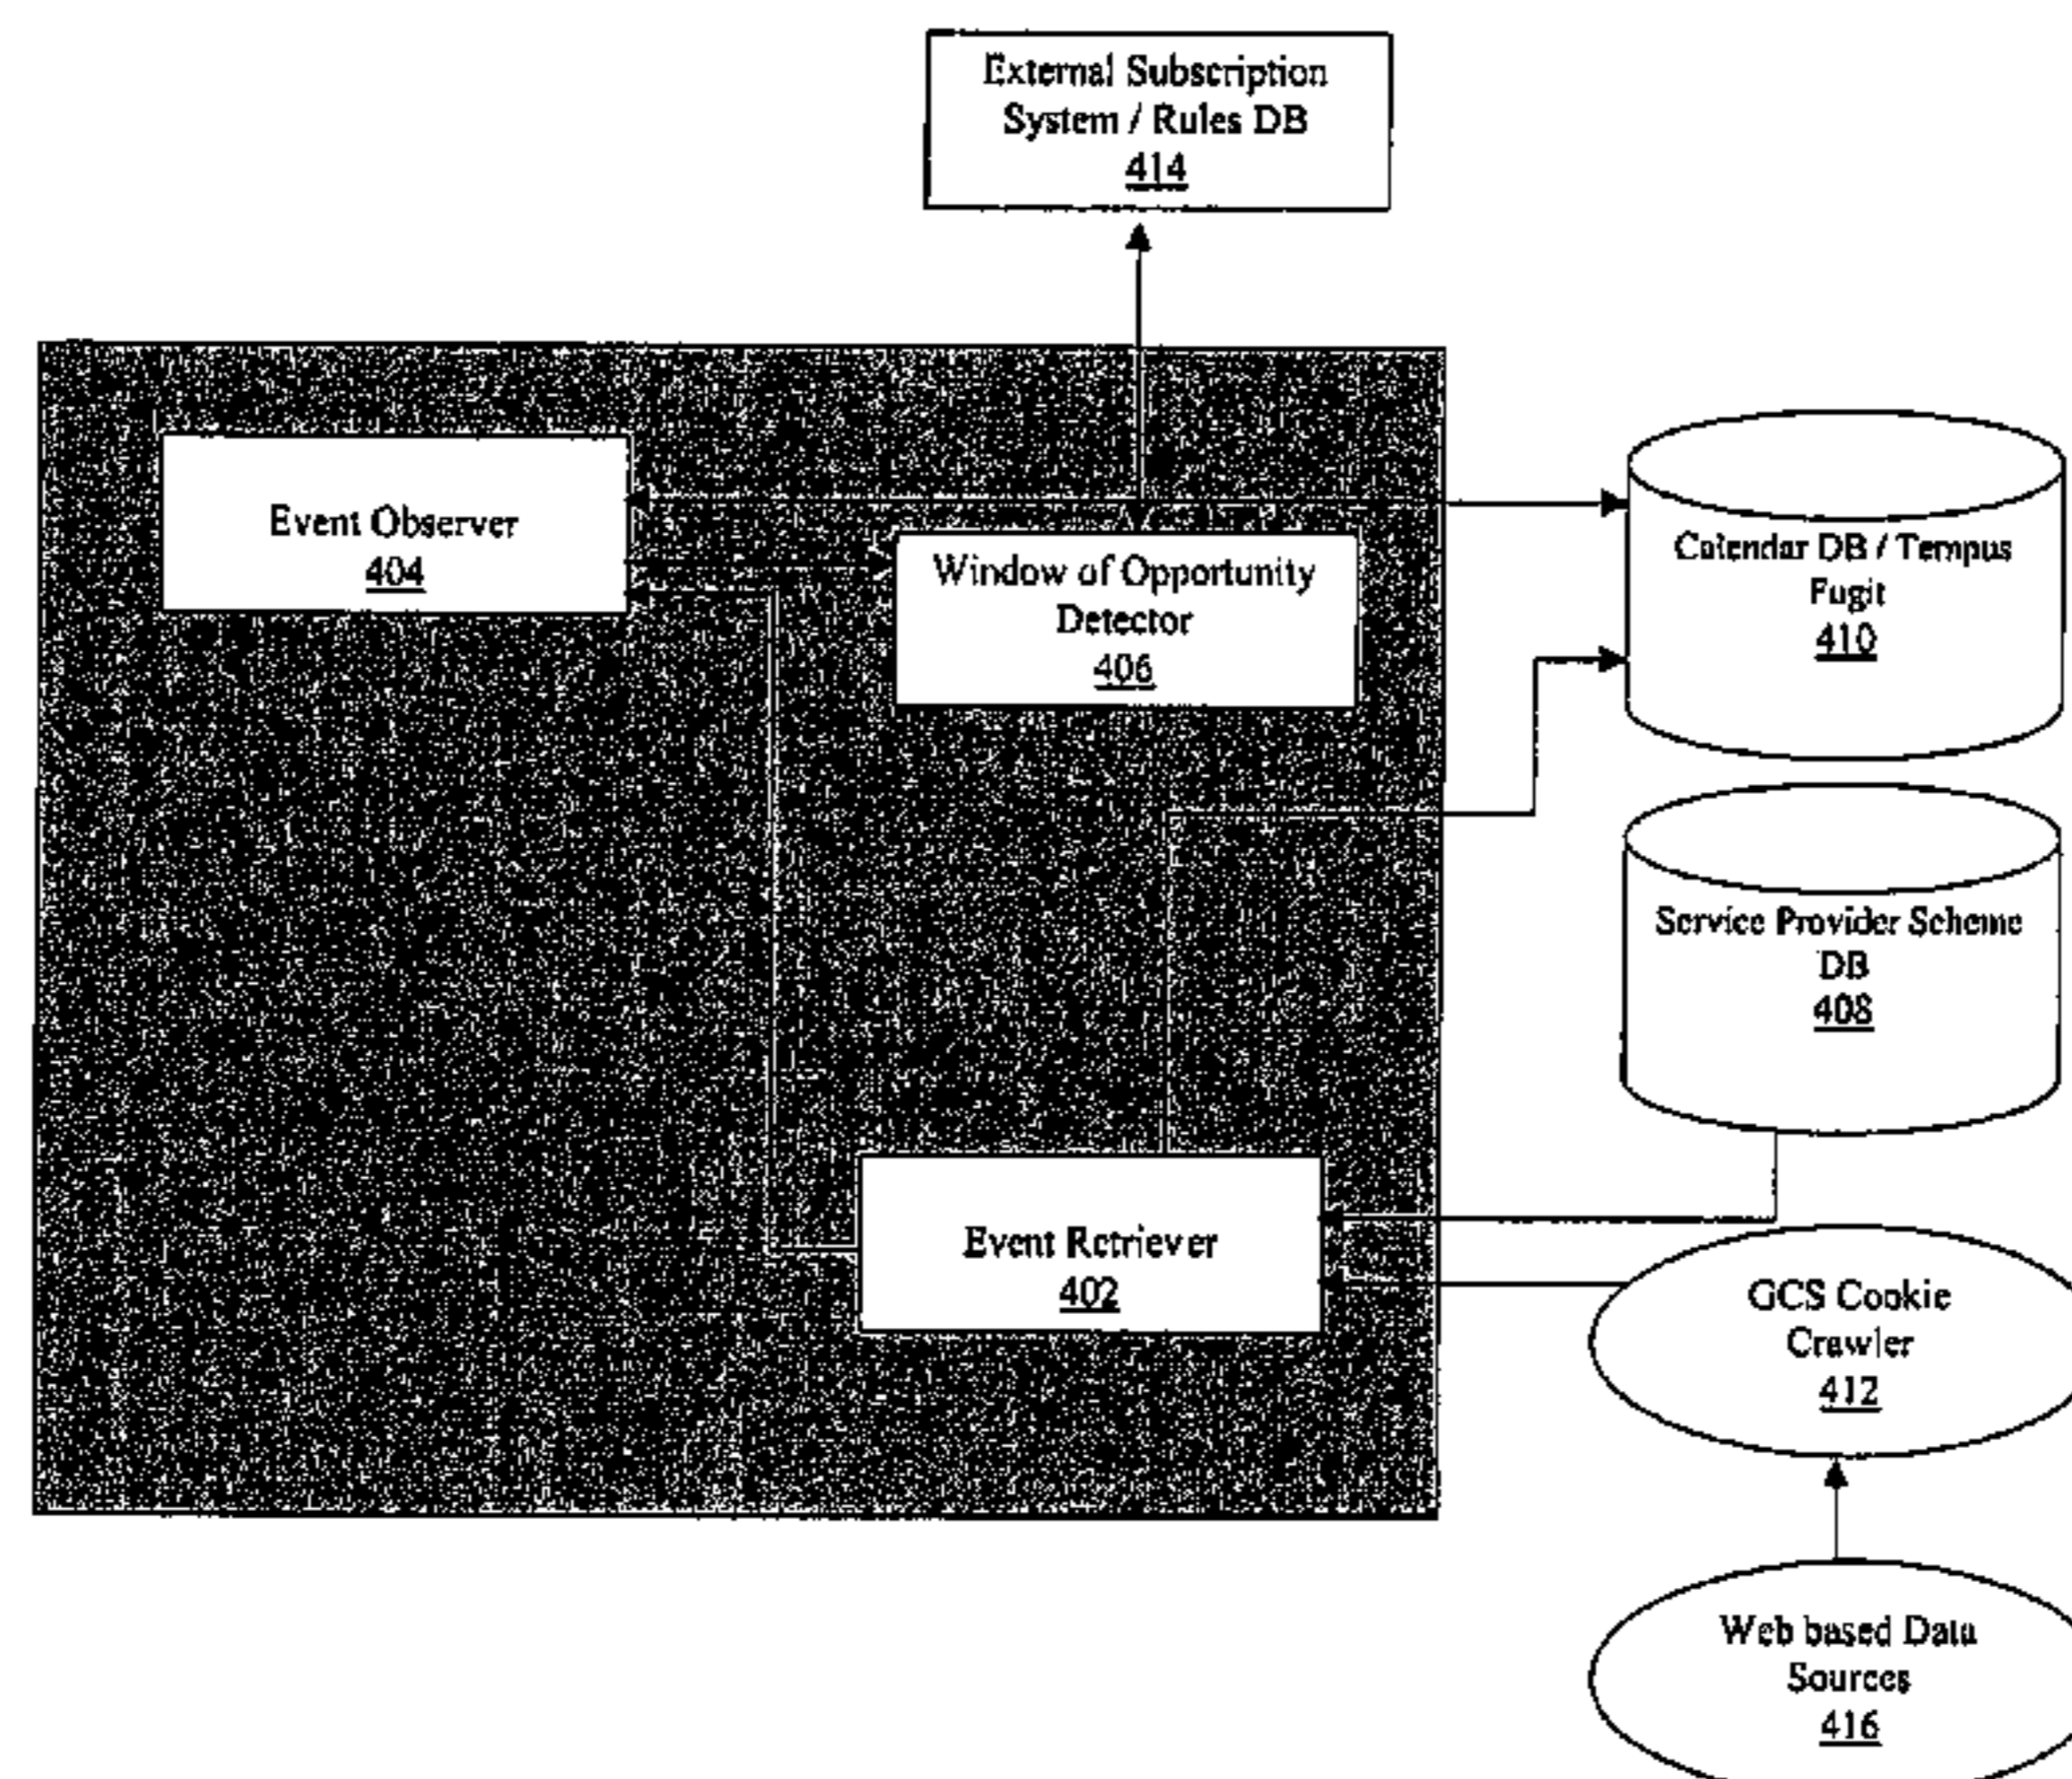 External Subscription
System / Rules DB
414
Event Observer
404
Window of Opportunity
Detector
406
Calendar DB / Tempus
Fugit
410
Service Provider Scheme
DB
408
Event Retriever
402
GCS Cookie
Crawler
412
Web based Data
Sources
416